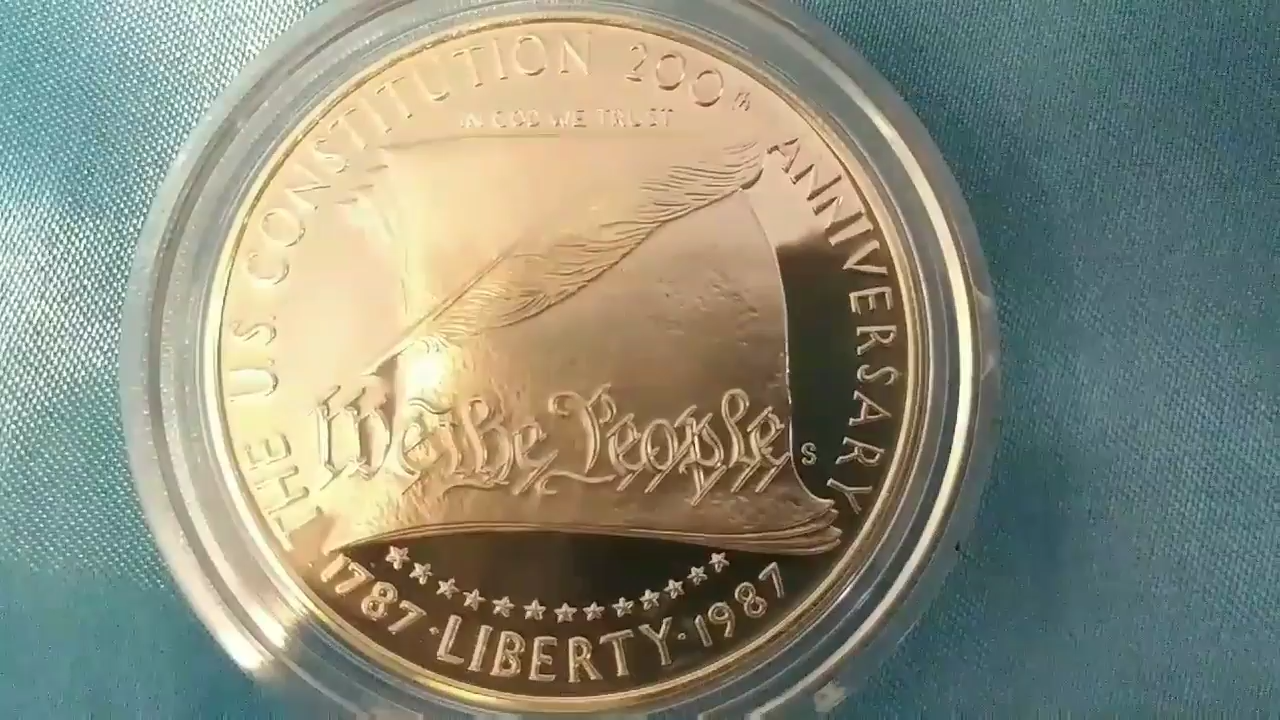 THE U.S. CONSTITUTION 200th ANNIVERSARY
IN GOD WE TRUST
We the People
S
1787 · LIBERTY · 1987